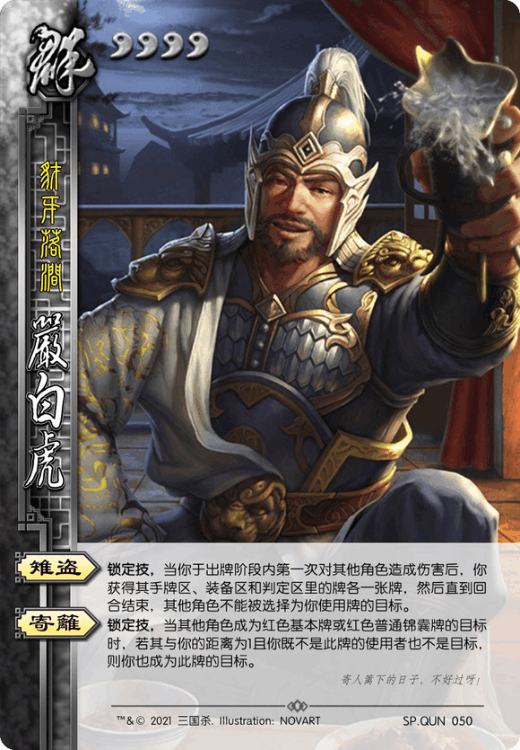 群
豺牙落澗
嚴白虎
雉盗
锁定技，当你于出牌阶段内第一次对其他角色造成伤害后，你
获得其手牌区、装备区和判定区里的牌各一张牌，然后直到回
合结束，其他角色不能被选择为你使用牌的目标。
寄籬
锁定技，当其他角色成为红色基本牌或红色普通锦囊牌的目标
时，若其与你的距离为1且你既不是此牌的使用者也不是目标，
则你也成为此牌的目标。
寄人篱下的日子，不好过呀！
™&© 2021 三国杀. Illustration: NOVART
SP.QUN 050